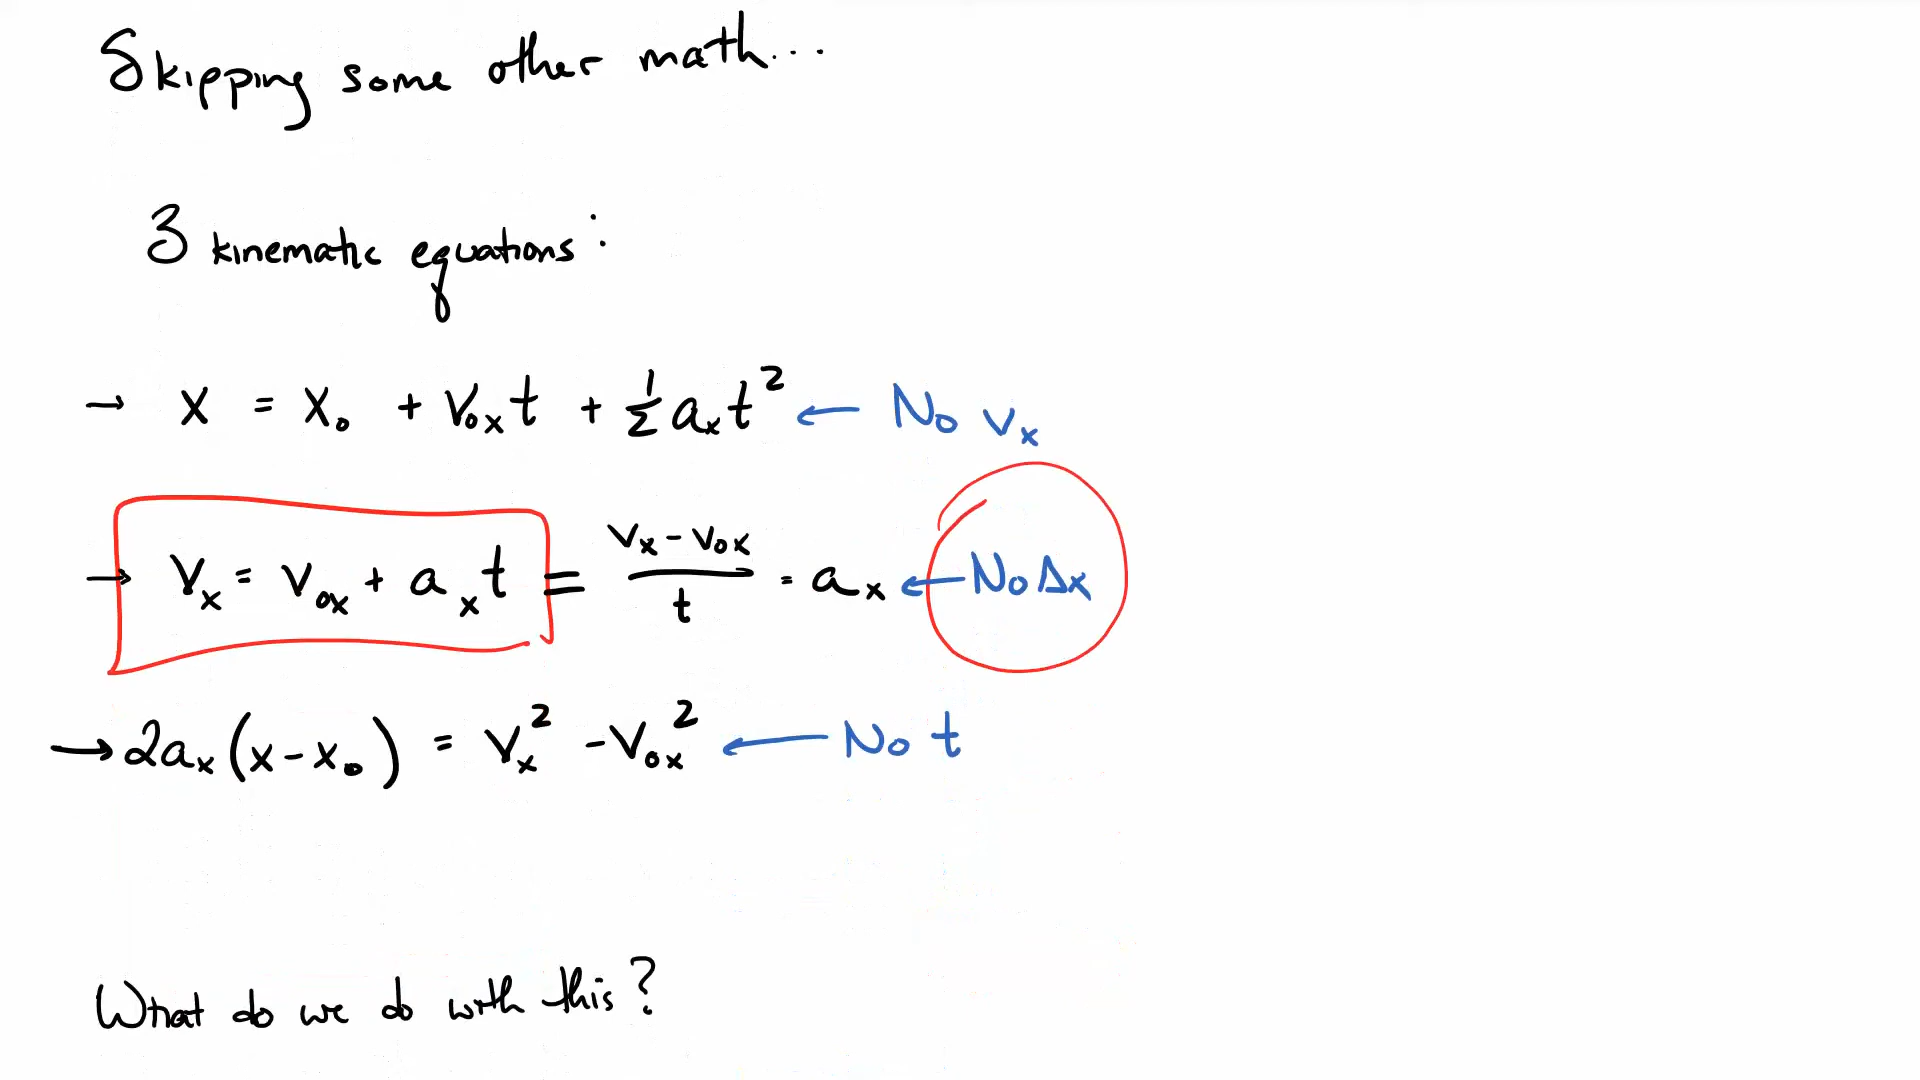 Skipping some other math...
3 kinematic equations:
→ x = x₀ + v₀ₓt + ½aₓt² ← No vₓ
→ vₓ = v₀ₓ + aₓt = (vₓ - v₀ₓ)/t = aₓ ← No Δx
→ 2aₓ(x-x₀) = vₓ² - v₀ₓ² ← No t
What do we do with this?